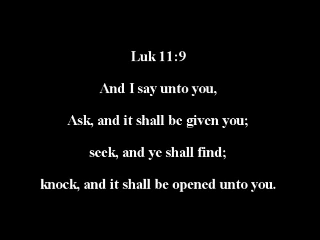 Luk 11:9
And I say unto you,
Ask, and it shall be given you;
seek, and ye shall find;
knock, and it shall be opened unto you.